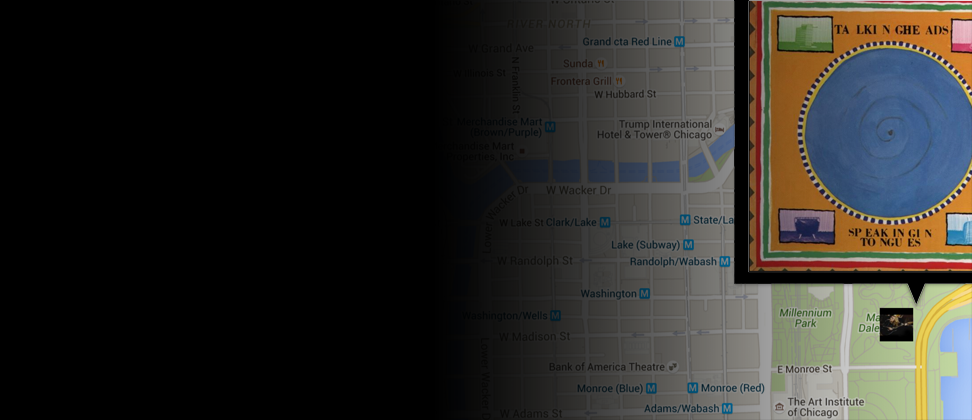 RIVER NORTH
W Grand Ave
Grand cta Red Line M
Sunda
N Franklin St
Frontera Grill
W Hubbard St
Merchandise Mart
(Brown/Purple) M
Trump International
Hotel & Tower® Chicago
W Wacker Dr
W Lake St
Clark/Lake M
M State/La
Lake (Subway) M
W Randolph St
Randolph/Wabash M
Washington M
Washington/Wells M
W Madison St
Bank of America Theatre
Monroe (Blue) M
M Monroe (Red)
Adams/Wabash M
W Adams St
TA LKI N GHE ADS
SP EAK IN GI N
TO NGU ES
Millennium
Park
Ma
Dale
E Monroe St
The Art Institute
of Chicago